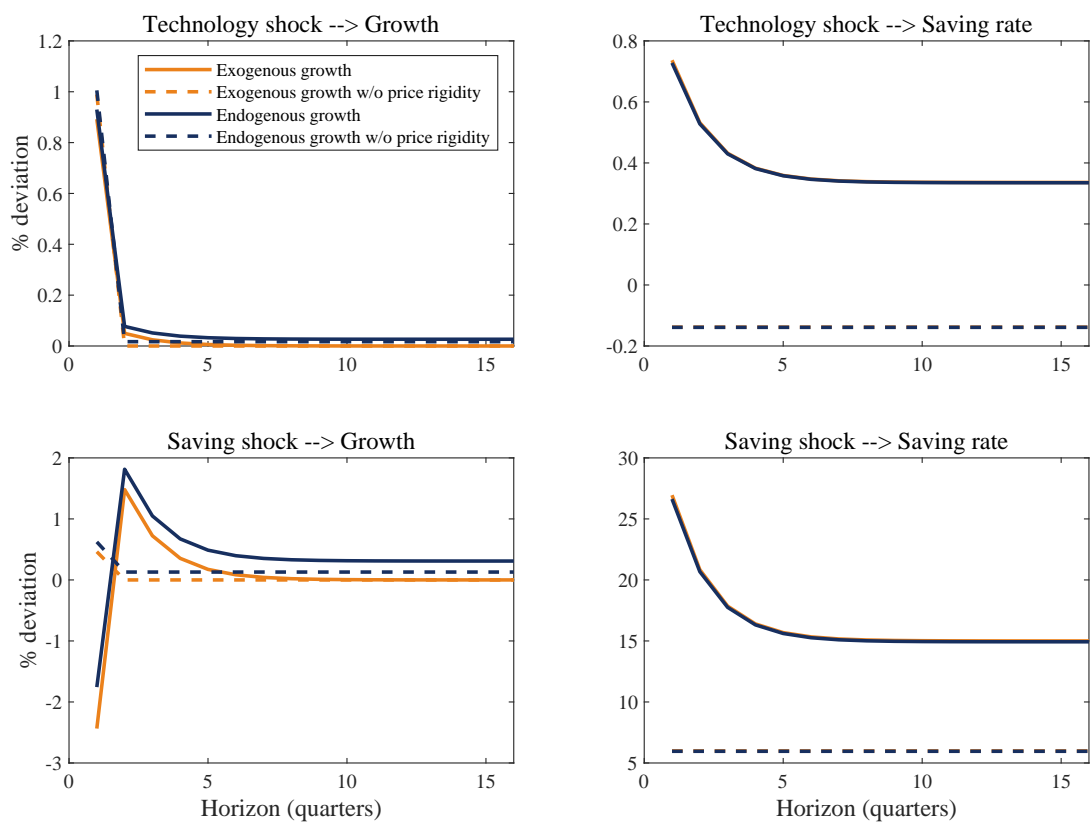 Technology shock --> Growth
1.2
1
0.8
0.6
0.4
0.2
0
% deviation
Exogenous growth
Exogenous growth w/o price rigidity
Endogenous growth
Endogenous growth w/o price rigidity
0 5 10 15
Technology shock --> Saving rate
0.8
0.6
0.4
0.2
0
-0.2
0 5 10 15
Saving shock --> Growth
2
1
0
-1
-2
-3
% deviation
0 5 10 15
Horizon (quarters)
Saving shock --> Saving rate
30
25
20
15
10
5
0 5 10 15
Horizon (quarters)